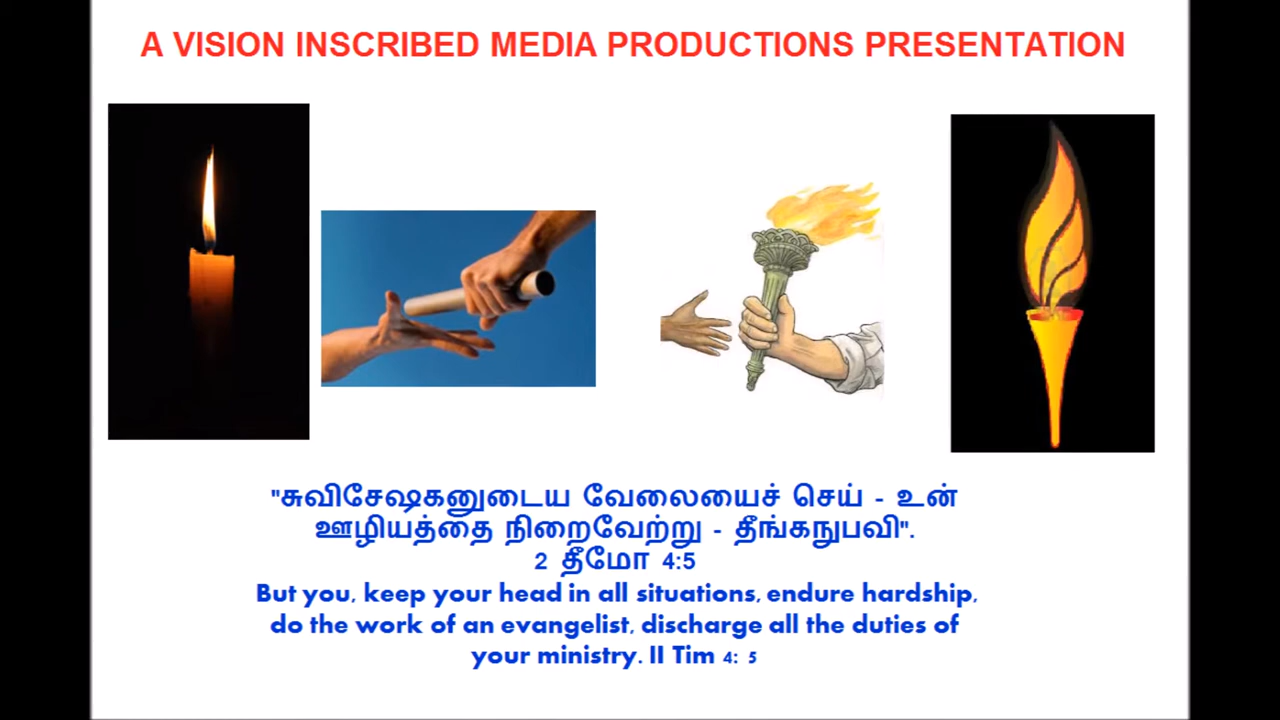 A VISION INSCRIBED MEDIA PRODUCTIONS PRESENTATION
"சுவிசேஷகனுடைய வேலையைச் செய் - உன்
ஊழியத்தை நிறைவேற்று - தீங்கநுபவி".
2 தீமோ 4:5
But you, keep your head in all situations, endure hardship,
do the work of an evangelist, discharge all the duties of
your ministry. II Tim 4: 5